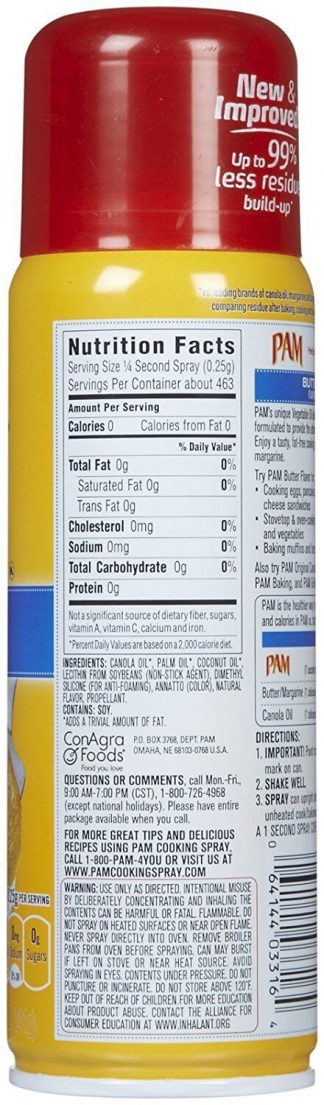 New &
Improved
Up to 99%
less residue
build-up*
leading brands of canola oil, margarine
comparing residue after baking, cooking
Nutrition Facts
Serving Size ¼ Second Spray (0.25g)
Servings Per Container about 463
Amount Per Serving
Calories 0 Calories from Fat 0
% Daily Value*
Total Fat 0g 0%
Saturated Fat 0g 0%
Trans Fat 0g
Cholesterol 0mg 0%
Sodium 0mg 0%
Total Carbohydrate 0g 0%
Protein 0g
Not a significant source of dietary fiber, sugars,
vitamin A, vitamin C, calcium and iron.
*Percent Daily Values are based on a 2,000 calorie diet.
INGREDIENTS: CANOLA OIL*, PALM OIL*, COCONUT OIL*,
LECITHIN FROM SOYBEANS (NON-STICK AGENT), DIMETHYL
SILICONE (FOR ANTI-FOAMING), ANNATTO (COLOR), NATURAL
FLAVOR, PROPELLANT.
CONTAINS: SOY.
*ADDS A TRIVIAL AMOUNT OF FAT.
ConAgra
Foods
Food you love
P.O. BOX 3768, DEPT. PAM
OMAHA, NE 68103-0768 U.S.A.
QUESTIONS OR COMMENTS, call Mon.-Fri.,
9:00 AM-7:00 PM (CST), 1-800-726-4968
(except national holidays). Please have entire
package available when you call.
FOR MORE GREAT TIPS AND DELICIOUS
RECIPES USING PAM COOKING SPRAY,
CALL 1-800-PAM-4YOU OR VISIT US AT
WWW.PAMCOOKINGSPRAY.COM
WARNING: USE ONLY AS DIRECTED. INTENTIONAL MISUSE
BY DELIBERATELY CONCENTRATING AND INHALING THE
CONTENTS CAN BE HARMFUL OR FATAL. FLAMMABLE. DO
NOT SPRAY ON HEATED SURFACES OR NEAR OPEN FLAME.
NEVER SPRAY DIRECTLY INTO OVEN. REMOVE BROILER
PANS FROM OVEN BEFORE SPRAYING. CAN MAY BURST
IF LEFT ON STOVE OR NEAR HEAT SOURCE. AVOID
SPRAYING IN EYES. CONTENTS UNDER PRESSURE. DO NOT
PUNCTURE OR INCINERATE. DO NOT STORE ABOVE 120°F.
KEEP OUT OF REACH OF CHILDREN. FOR MORE EDUCATION
ABOUT PRODUCT ABUSE, CONTACT THE ALLIANCE FOR
CONSUMER EDUCATION AT WWW.INHALANT.ORG
PAM
BUTT
PAM's unique Vegetable Oil
formulated to provide the
Enjoy a tasty, fat-free
margarine.
Try PAM Butter Flavor
• Cooking eggs,
cheese sandwiches
• Stovetop &
and vegetables
• Baking muffins and
Also try PAM Original
PAM Baking, and PAM
PAM is the healthier way
and calories in PAM vs.
PAM
Butter/Margarine
Canola Oil
DIRECTIONS:
1. IMPORTANT!
mark on can.
2. SHAKE WELL
3. SPRAY can upright
unheated
A 1 SECOND SPRAY
0 64144 03316 4
PER SERVING
0mg
0g
Sugars